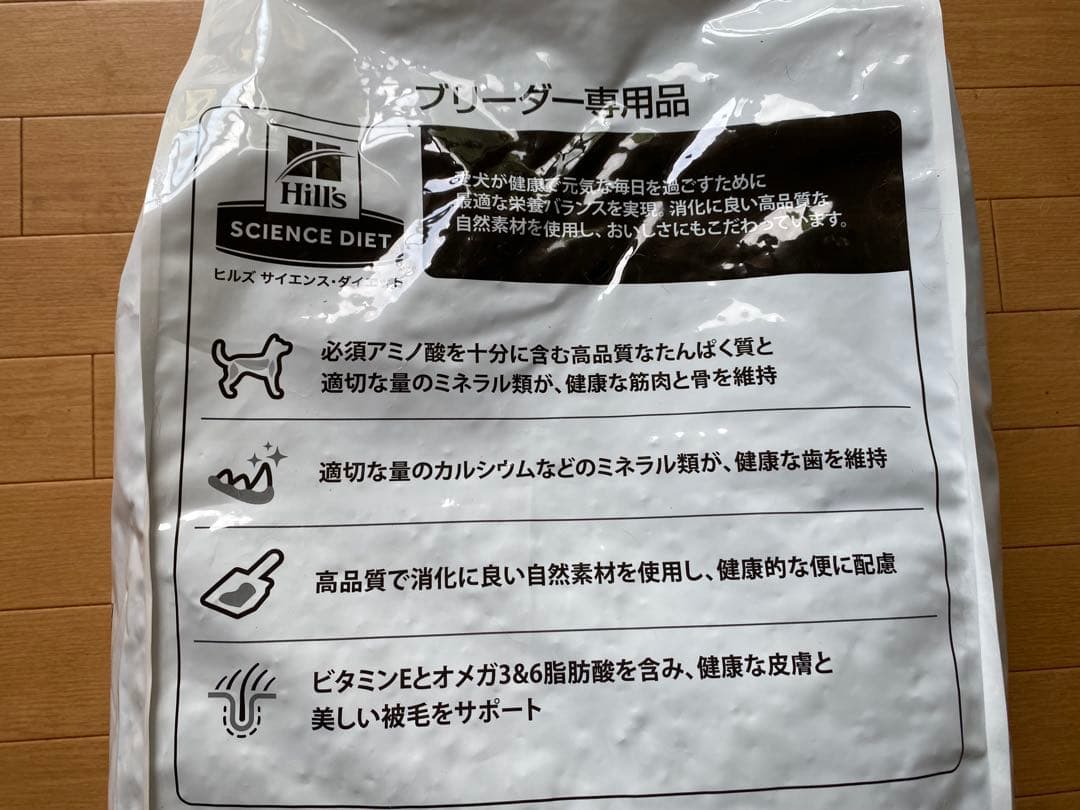 ブリーダー専用品
Hill's
SCIENCE DIET
ヒルズ サイエンス・ダイエット
愛犬が健康で元気な毎日を過ごすために
最適な栄養バランスを実現。消化に良い高品質な
自然素材を使用し、おいしさにもこだわっています。
必須アミノ酸を十分に含む高品質なたんぱく質と
適切な量のミネラル類が、健康な筋肉と骨を維持
適切な量のカルシウムなどのミネラル類が、健康な歯を維持
高品質で消化に良い自然素材を使用し、健康的な便に配慮
ビタミンEとオメガ3&6脂肪酸を含み、健康な皮膚と
美しい被毛をサポート